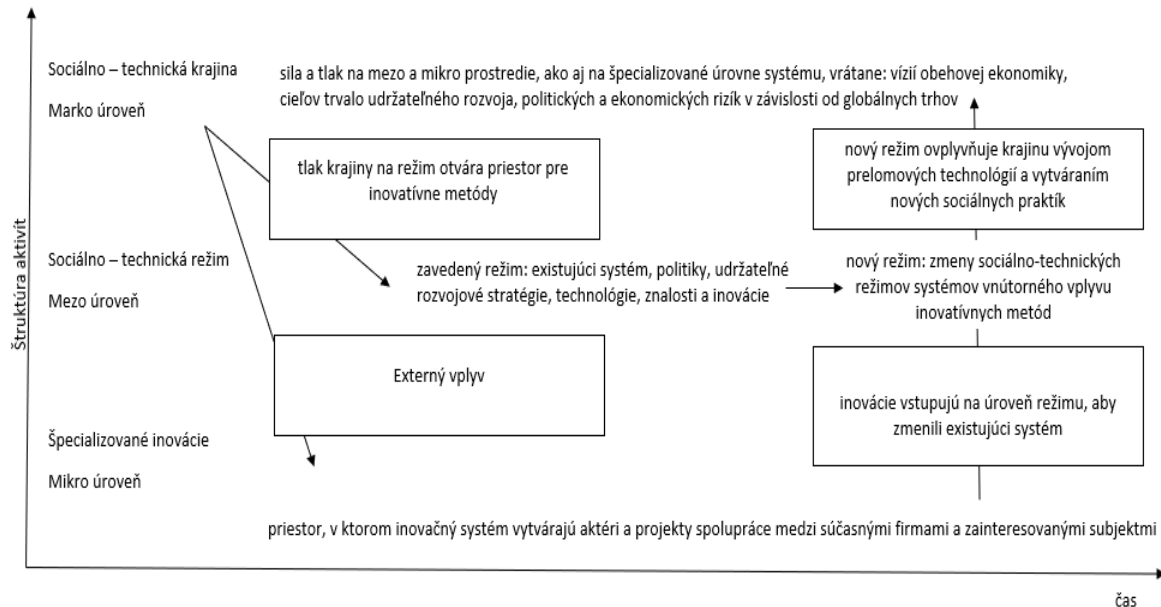 Sociálno – technická krajina
Marko úroveň
sila a tlak na mezo a mikro prostredie, ako aj na špecializované úrovne systému, vrátane: vízií obehovej ekonomiky,
cieľov trvalo udržateľného rozvoja, politických a ekonomických rizík v závislosti od globálnych trhov
tlak krajiny na režim otvára priestor pre
inovatívne metódy
nový režim ovplyvňuje krajinu vývojom
prelomových technológií a vytváraním
nových sociálnych praktík
Štruktúra aktivít
Sociálno – technická režim
Mezo úroveň
zavedený režim: existujúci systém, politiky, udržateľné
rozvojové stratégie, technológie, znalosti a inovácie
nový režim: zmeny sociálno-technických
režimov systémov vnútorného vplyvu
inovatívnych metód
Externý vplyv
inovácie vstupujú na úroveň režimu, aby
zmenili existujúci systém
Špecializované inovácie
Mikro úroveň
priestor, v ktorom inovačný systém vytvárajú aktéri a projekty spolupráce medzi súčasnými firmami a zainteresovanými subjektmi
čas